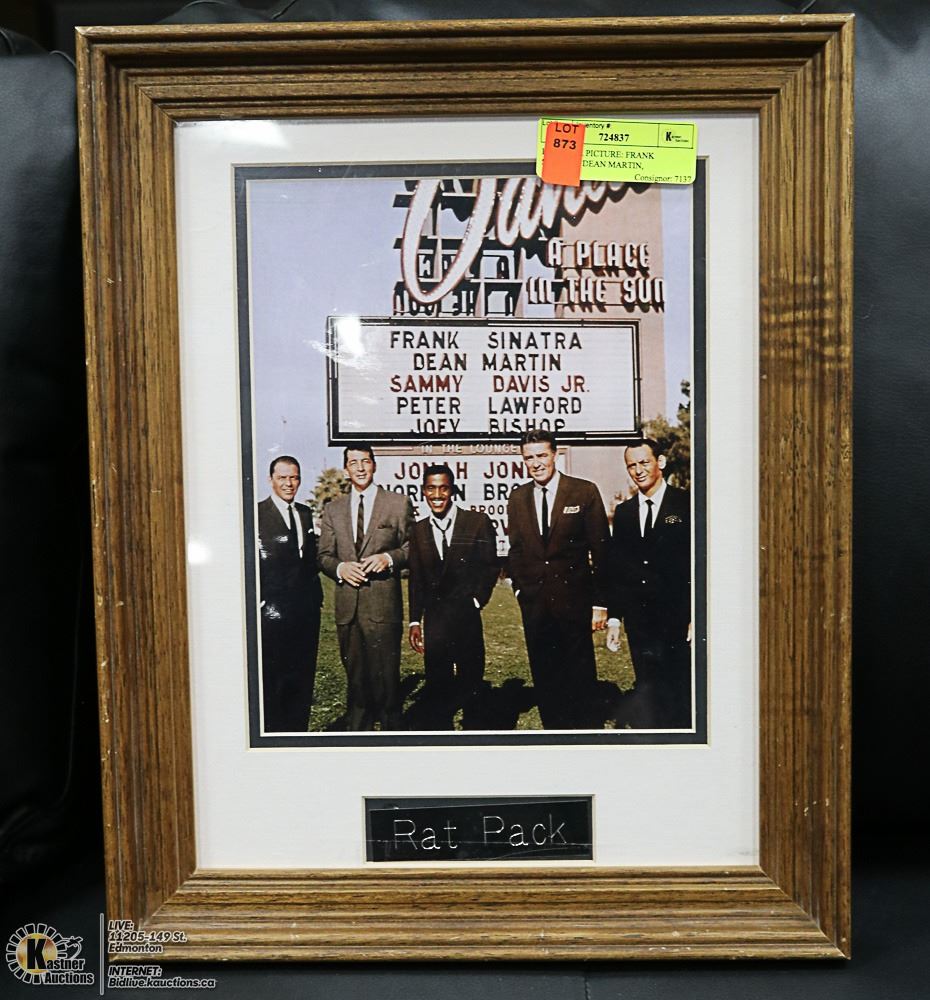 Inventory #:
LOT
873
724837
PICTURE: FRANK
DEAN MARTIN,
Consignor: 7137
A PLACE
IN THE SUN
FRANK SINATRA
DEAN MARTIN
SAMMY DAVIS JR.
PETER LAWFORD
JOEY BISHOP
IN THE LOUNGE
JONAH
Rat Pack
Kastner
Auctions
LIVE:
11205-149 St.
Edmonton
INTERNET:
Bidlive.kauctions.ca